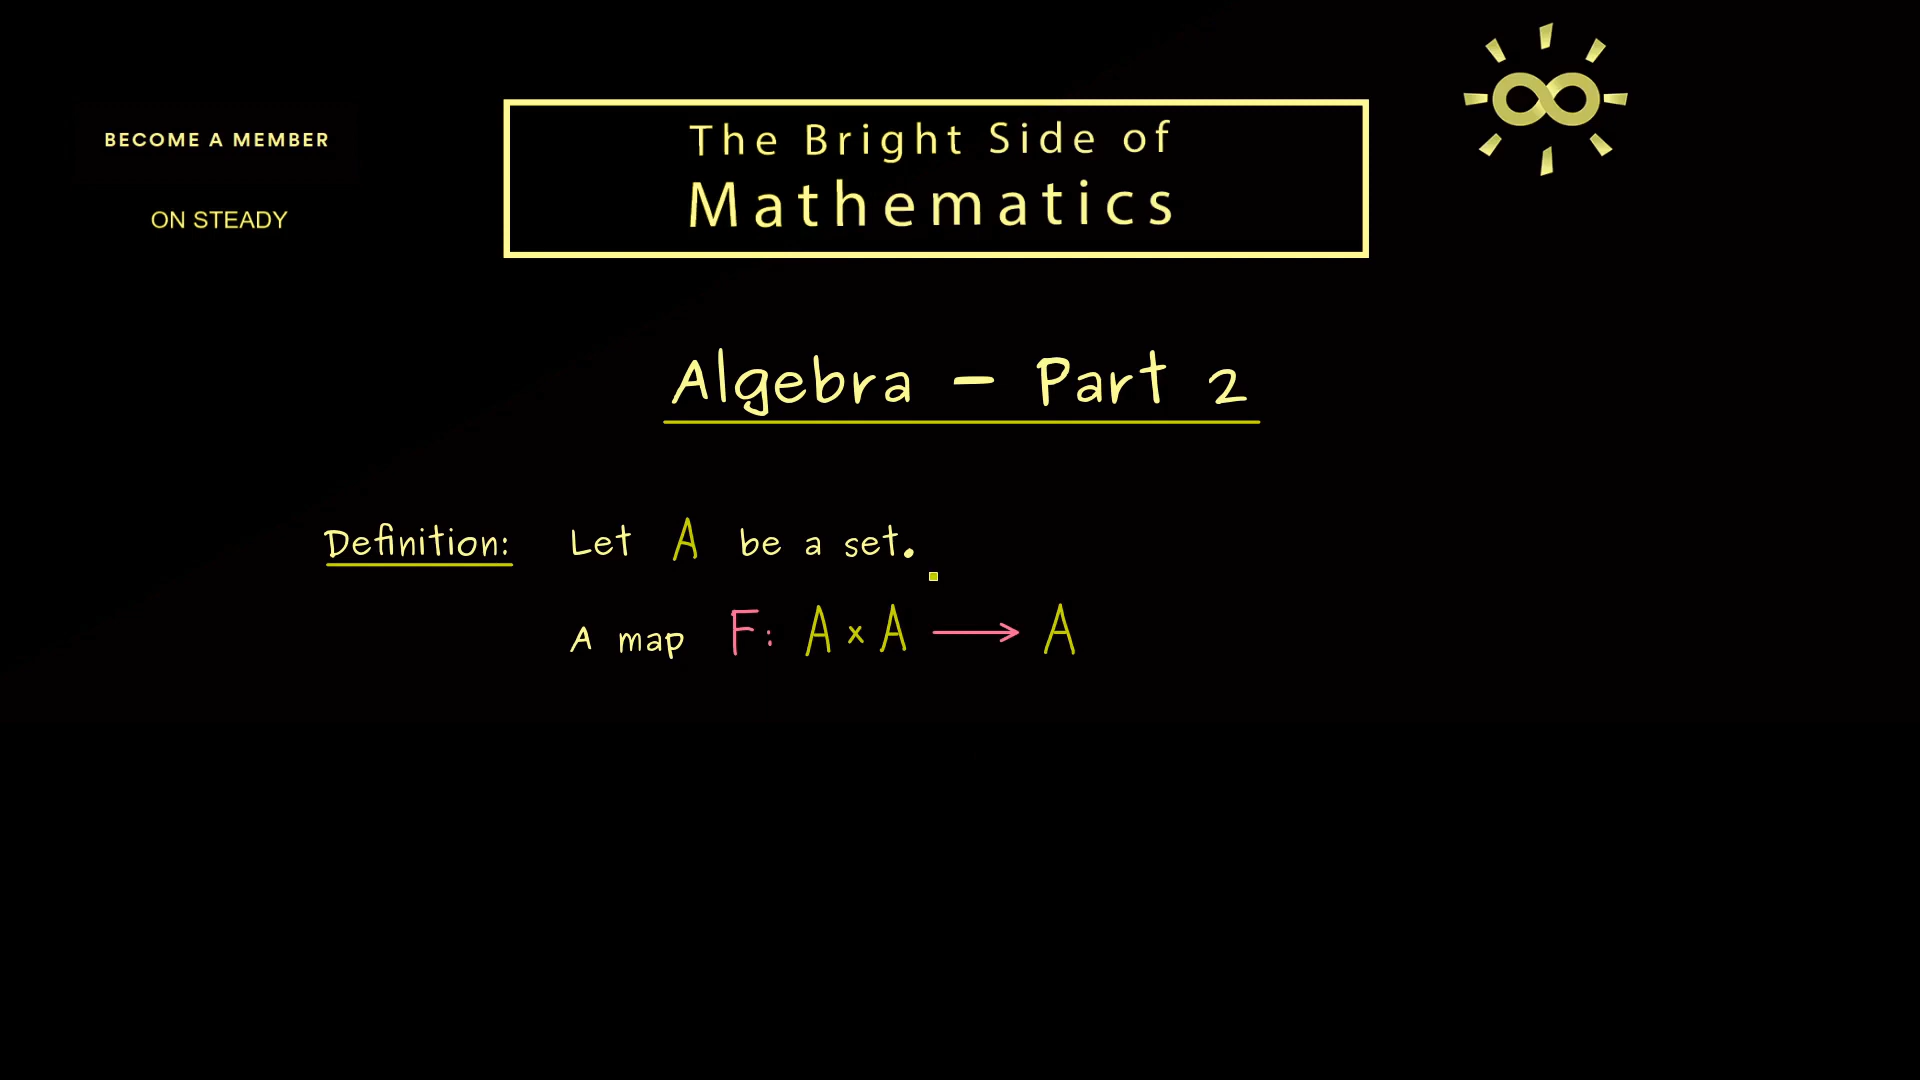 BECOME A MEMBER
ON STEADY
The Bright Side of
Mathematics
Algebra – Part 2
Definition: Let A be a set.
A map F: A × A ⟶ A